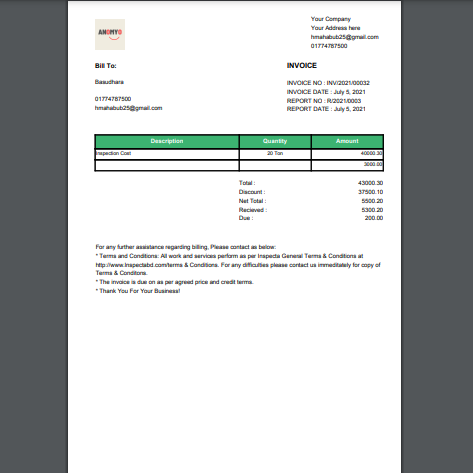 ANOMYO
Your Company
Your Address here
hmahabub25@gmail.com
01774787500
Bill To:
INVOICE
Basudhara
01774787500
hmahabub25@gmail.com
INVOICE NO : INV/2021/00032
INVOICE DATE : July 5, 2021
REPORT NO : R/2021/0003
REPORT DATE : July 5, 2021
Description Quantity Amount
Inspection Cost 20 Ton 40000.30
3000.00
Total : 43000.30
Discount : 37500.10
Net Total : 5500.20
Recieved : 5300.20
Due : 200.00
For any further assistance regarding billing, Please contact as below:
* Terms and Conditions: All work and services perform as per Inspecta General Terms & Conditions at
http://www.inspectabd.com/terms & Conditions. For any difficulties please contact us immeditately for copy of
Terms & Conditons.
* The invoice is due on as per agreed price and credit terms.
* Thank You For Your Business!